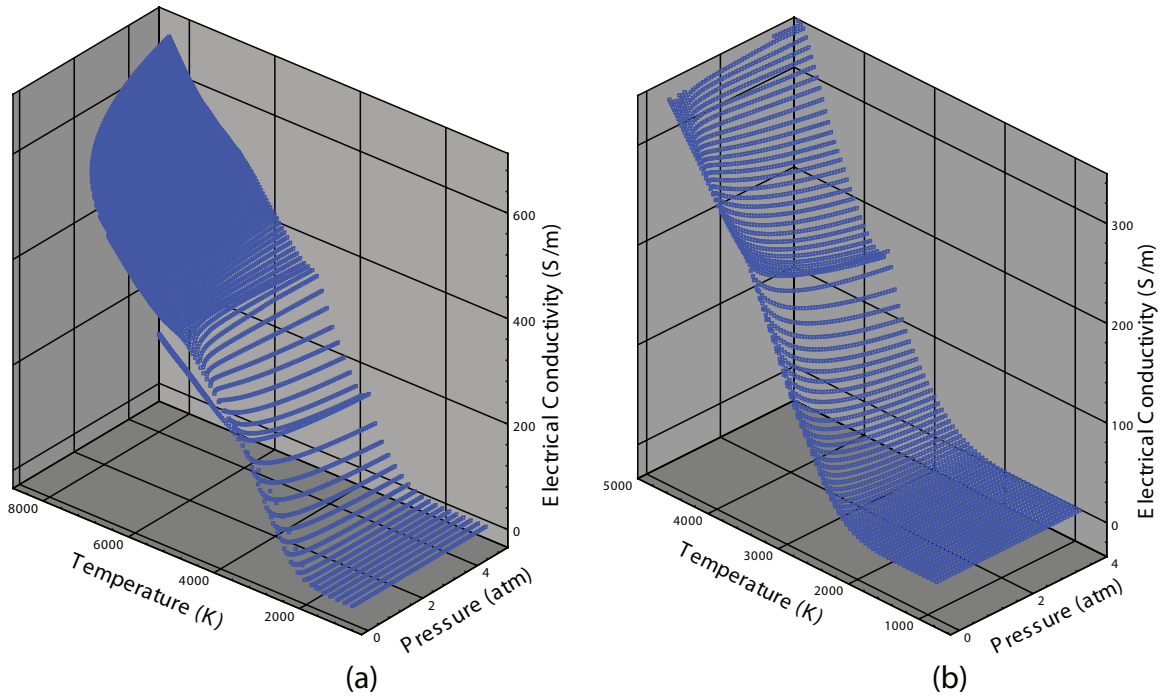 600
400
200
0
Electrical Conductivity (S/m)
8000
6000
4000
2000
Temperature (K)
0
2
4
Pressure (atm)
(a)
300
200
100
0
Electrical Conductivity (S/m)
5000
4000
3000
2000
1000
Temperature (K)
0
2
4
Pressure (atm)
(b)